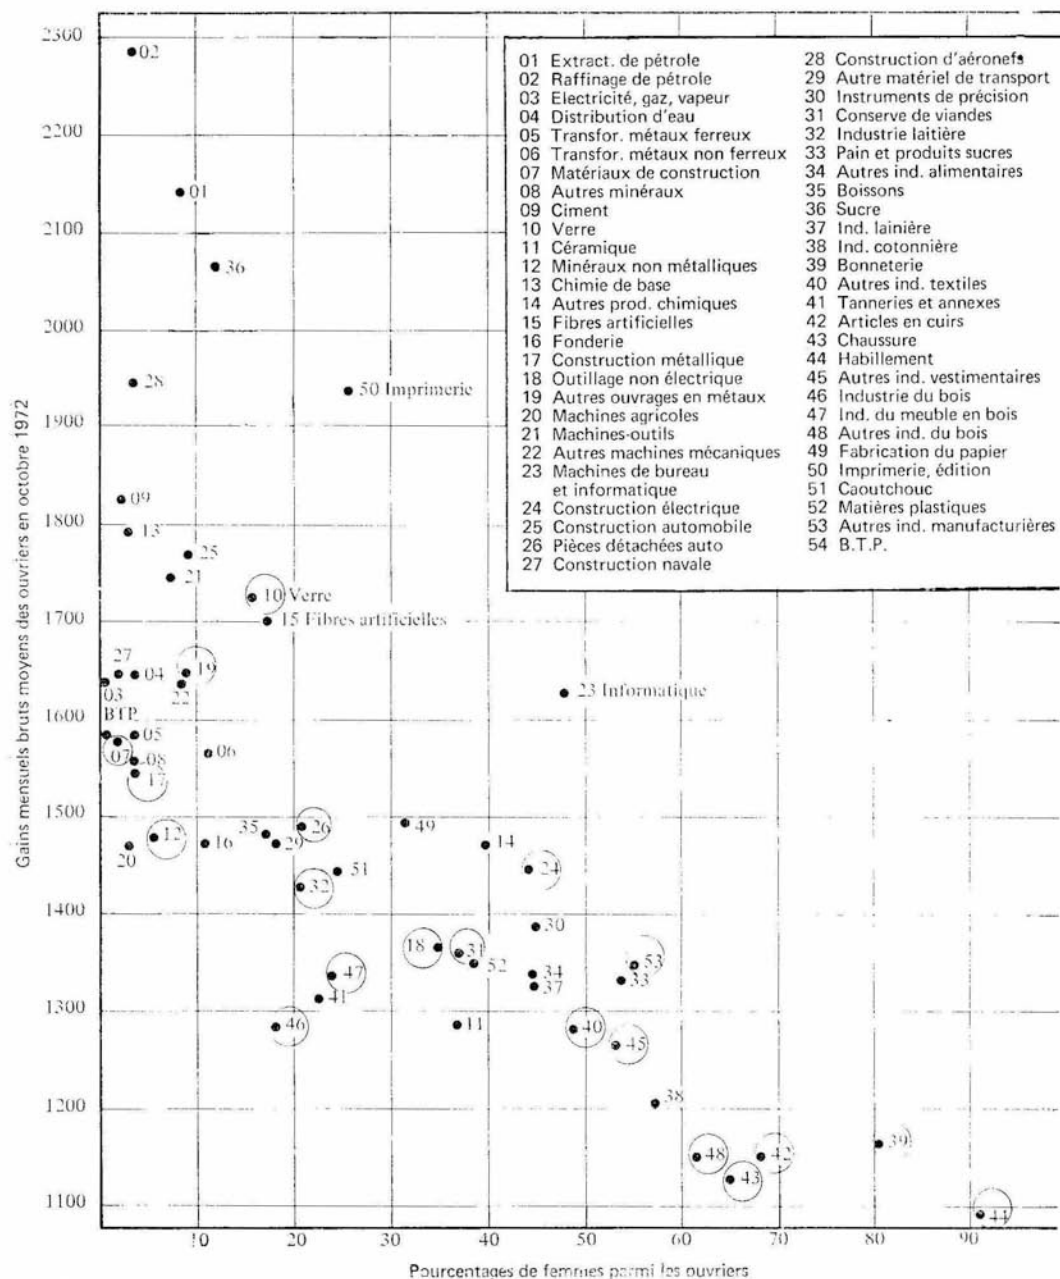 2300
02
2200
01
2100
36
2000
28
50 Imprimerie
1900
09
1800
13
25
21
10 Verre
1700
15 Fibres artificielles
27
04
19
03
22
23 Informatique
1600
BTP
05
07
08
06
17
1500
12
20
16
35
29
26
49
14
51
24
32
1400
30
18
31
52
47
34
53
33
37
41
1300
46
11
40
45
1200
38
48
42
43
39
1100
44
10 20 30 40 50 60 70 80 90
Pourcentages de femmes parmi les ouvriers
Gains mensuels bruts moyens des ouvriers en octobre 1972
01 Extract. de pétrole
02 Raffinage de pétrole
03 Electricité, gaz, vapeur
04 Distribution d'eau
05 Transfor. métaux ferreux
06 Transfor. métaux non ferreux
07 Matériaux de construction
08 Autres minéraux
09 Ciment
10 Verre
11 Céramique
12 Minéraux non métalliques
13 Chimie de base
14 Autres prod. chimiques
15 Fibres artificielles
16 Fonderie
17 Construction métallique
18 Outillage non électrique
19 Autres ouvrages en métaux
20 Machines agricoles
21 Machines-outils
22 Autres machines mécaniques
23 Machines de bureau
et informatique
24 Construction électrique
25 Construction automobile
26 Pièces détachées auto
27 Construction navale
28 Construction d'aéronefs
29 Autre matériel de transport
30 Instruments de précision
31 Conserve de viandes
32 Industrie laitière
33 Pain et produits sucres
34 Autres ind. alimentaires
35 Boissons
36 Sucre
37 Ind. lainière
38 Ind. cotonnière
39 Bonneterie
40 Autres ind. textiles
41 Tanneries et annexes
42 Articles en cuirs
43 Chaussure
44 Habillement
45 Autres ind. vestimentaires
46 Industrie du bois
47 Ind. du meuble en bois
48 Autres ind. du bois
49 Fabrication du papier
50 Imprimerie, édition
51 Caoutchouc
52 Matières plastiques
53 Autres ind. manufacturières
54 B.T.P.